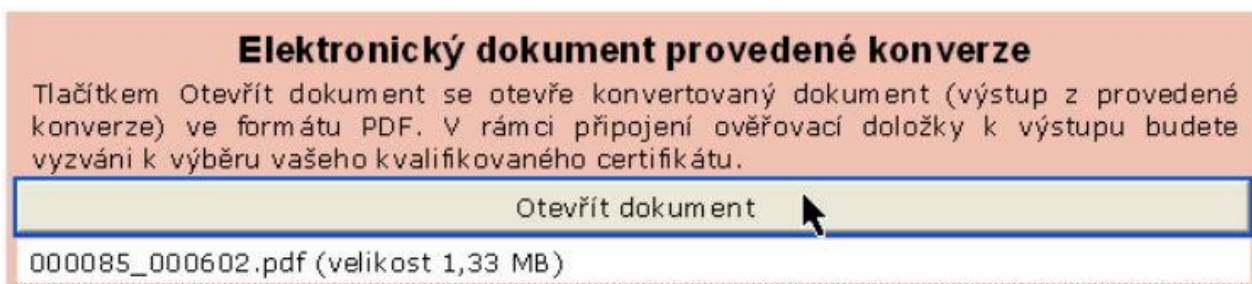 Elektronický dokument provedené konverze
Tlačítkem Otevřít dokument se otevře konvertovaný dokument (výstup z provedené
konverze) ve formátu PDF. V rámci připojení ověřovací doložky k výstupu budete
vyzváni k výběru vašeho kvalifikovaného certifikátu.
Otevřít dokument
000085_000602.pdf (velikost 1,33 MB)